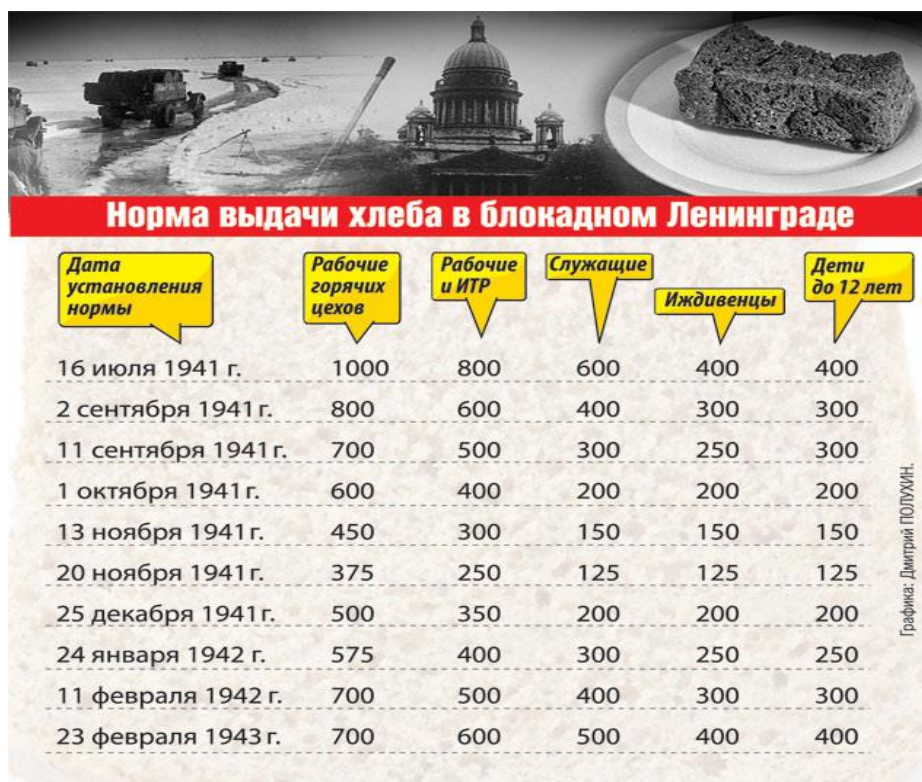 Норма выдачи хлеба в блокадном Ленинграде
Дата
установления
нормы
Рабочие
горячих
цехов
Рабочие
и ИТР
Служащие
Иждивенцы
Дети
до 12 лет
16 июля 1941 г. 1000 800 600 400 400
2 сентября 1941 г. 800 600 400 300 300
11 сентября 1941 г. 700 500 300 250 300
1 октября 1941 г. 600 400 200 200 200
13 ноября 1941 г. 450 300 150 150 150
20 ноября 1941 г. 375 250 125 125 125
25 декабря 1941 г. 500 350 200 200 200
24 января 1942 г. 575 400 300 250 250
11 февраля 1942 г. 700 500 400 300 300
23 февраля 1943 г. 700 600 500 400 400
Графика: Дмитрий ПОЛУХИН.